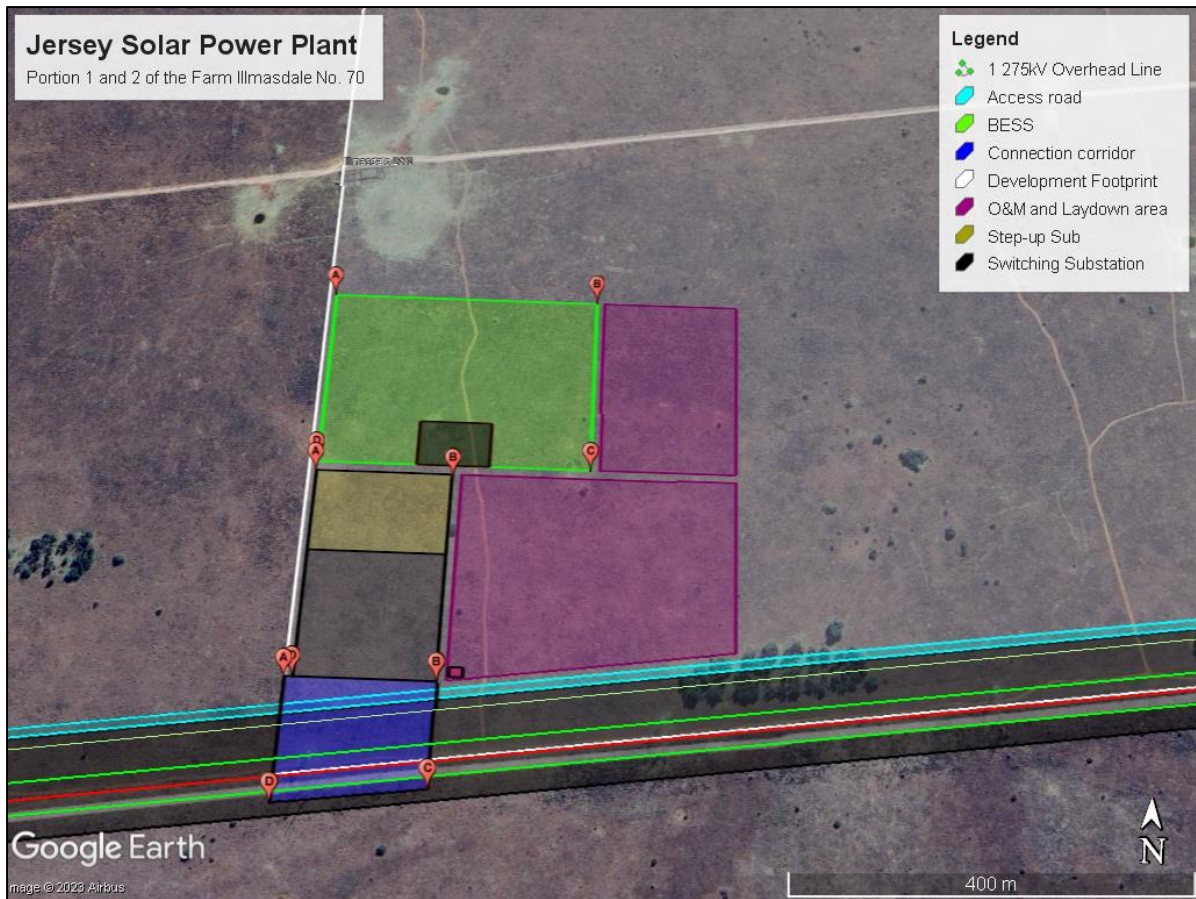 Jersey Solar Power Plant
Portion 1 and 2 of the Farm Illmasdale No. 70
Legend
1 275kV Overhead Line
Access road
BESS
Connection corridor
Development Footprint
O&M and Laydown area
Step-up Sub
Switching Substation
A
B
D
A
B
C
A
D
B
D
C
Google Earth
mage © 2023 Airbus
N
400 m